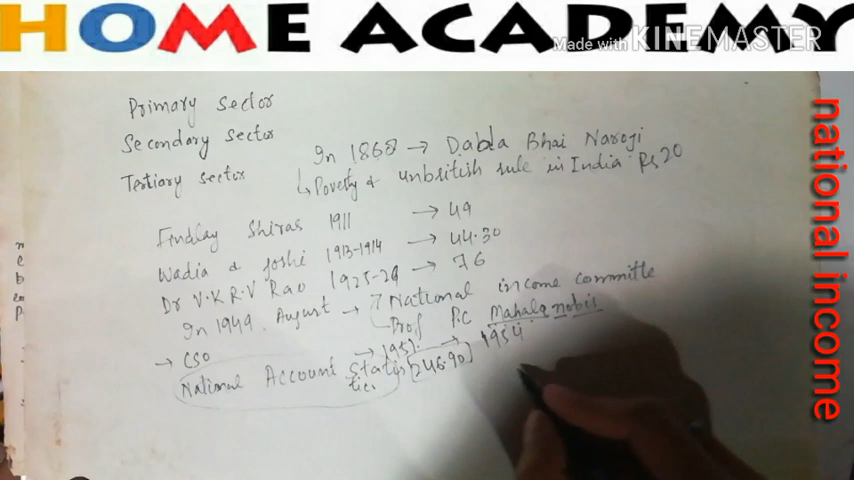 HOME ACADEMY
Made with KINEMASTER
national income
Primary sector
Secondary sector
Tertiary sector
In 1868 → Dabda Bhai Naroji
↳ Poverty & unbritish rule in India Rs 20
Findlay Shiras 1911 → 49
Wadia & Joshi 1913-1914 → 44.30
Dr V.K.R.V Rao 1925-29 → 76
In 1949 August → National income committe
Prof P.C Mahalanobis
→ CSO → 1951 → 1954
National Account Statistics [246.90]